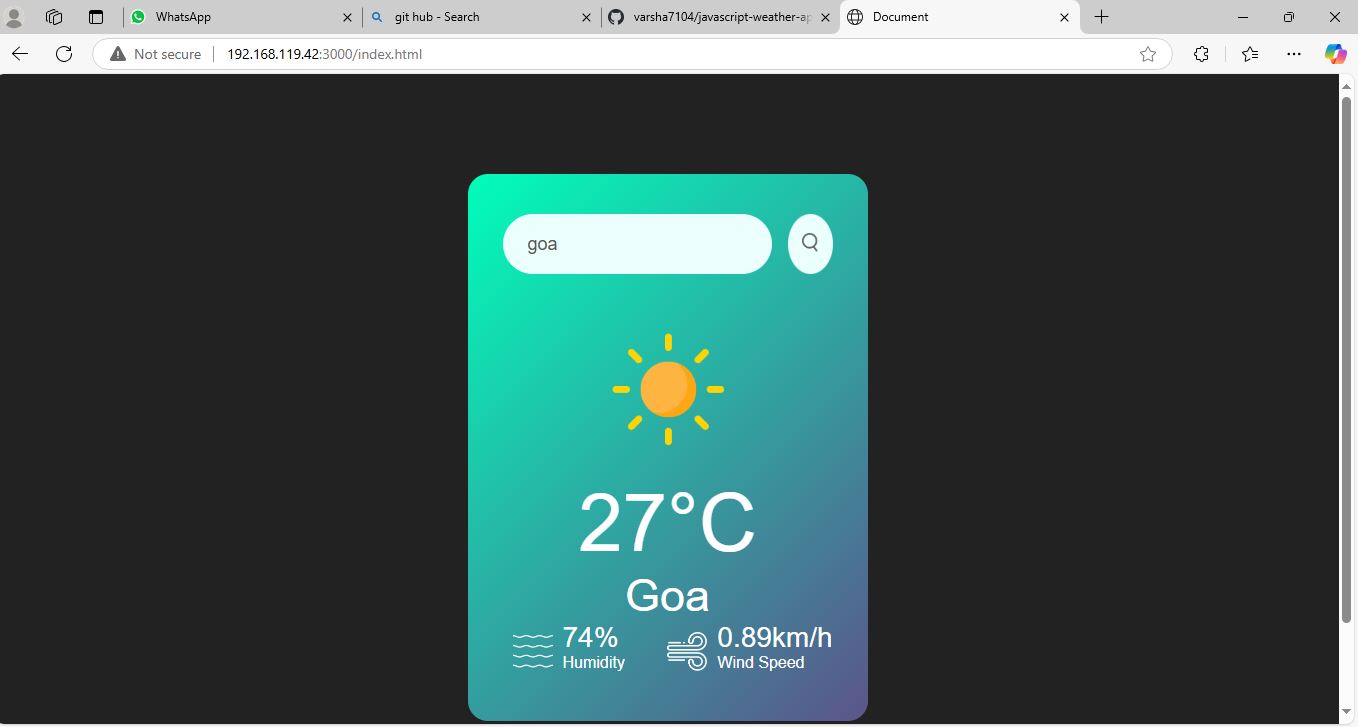 WhatsApp
git hub - Search
varsha7104/javascript-weather-ap
Document
Not secure
192.168.119.42:3000/index.html
goa
27°C
Goa
74%
Humidity
0.89km/h
Wind Speed